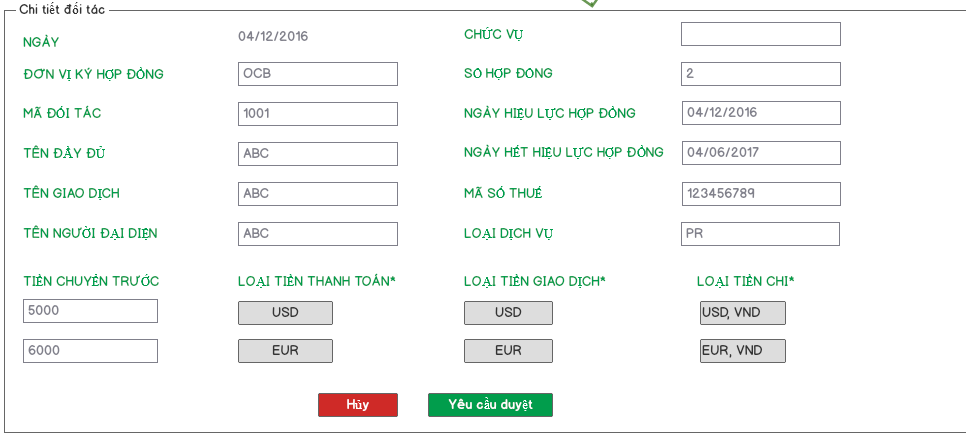 Chi tiết đối tác
NGÀY 04/12/2016 CHỨC VỤ
ĐƠN VỊ KÝ HỢP ĐỒNG OCB SỐ HỢP ĐỒNG 2
MÃ ĐỐI TÁC 1001 NGÀY HIỆU LỰC HỢP ĐỒNG 04/12/2016
TÊN ĐẦY ĐỦ ABC NGÀY HẾT HIỆU LỰC HỢP ĐỒNG 04/06/2017
TÊN GIAO DỊCH ABC MÃ SỐ THUẾ 123456789
TÊN NGƯỜI ĐẠI DIỆN ABC LOẠI DỊCH VỤ PR
TIỀN CHUYỂN TRƯỚC LOẠI TIỀN THANH TOÁN* LOẠI TIỀN GIAO DỊCH* LOẠI TIỀN CHI*
5000 USD USD USD, VND
6000 EUR EUR EUR, VND
Hủy Yêu cầu duyệt